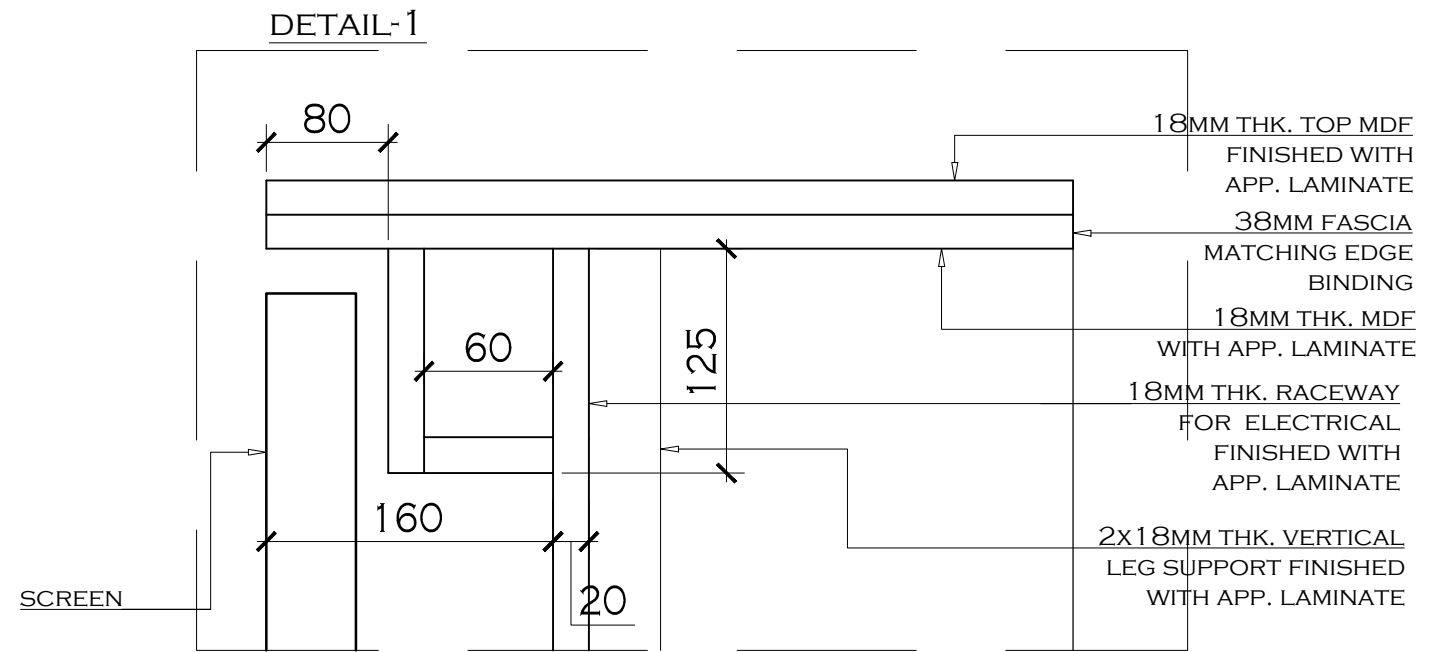 DETAIL-1
80
18MM THK. TOP MDF
FINISHED WITH
APP. LAMINATE
38MM FASCIA
MATCHING EDGE
BINDING
18MM THK. MDF
WITH APP. LAMINATE
60
125
18MM THK. RACEWAY
FOR ELECTRICAL
FINISHED WITH
APP. LAMINATE
160
2X18MM THK. VERTICAL
LEG SUPPORT FINISHED
WITH APP. LAMINATE
SCREEN
20